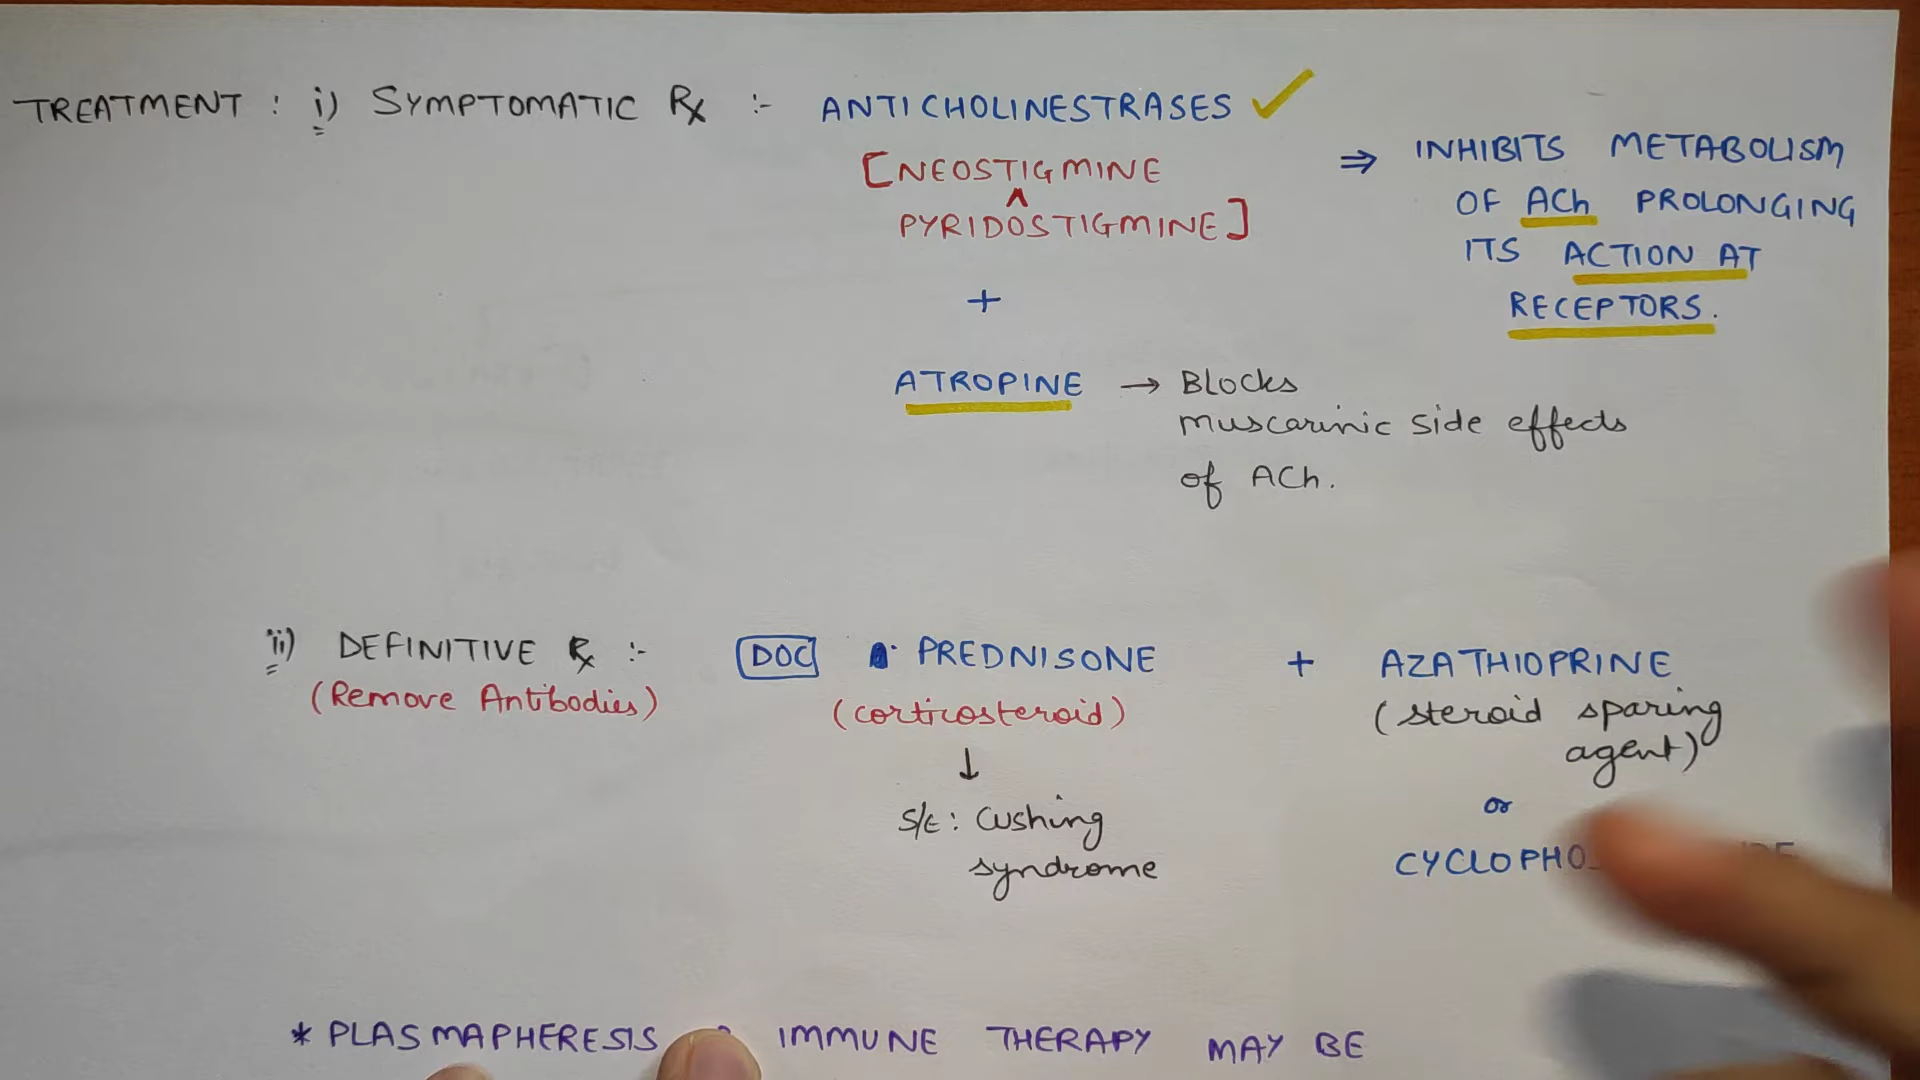 TREATMENT : i) SYMPTOMATIC Rx :- ANTICHOLINESTRASES ✓
[NEOSTIGMINE
^
PYRIDOSTIGMINE]
⇒ INHIBITS METABOLISM
OF ACh PROLONGING
ITS ACTION AT
RECEPTORS.
+
ATROPINE → Blocks
muscarinic side effects
of ACh.
ii) DEFINITIVE Rx :- DOC PREDNISONE + AZATHIOPRINE
(Remove Antibodies) (corticosteroid) (steroid sparing
agent)
↓
S/E : Cushing
syndrome
or
* PLASMAPHERESIS IMMUNE THERAPY MAY BE